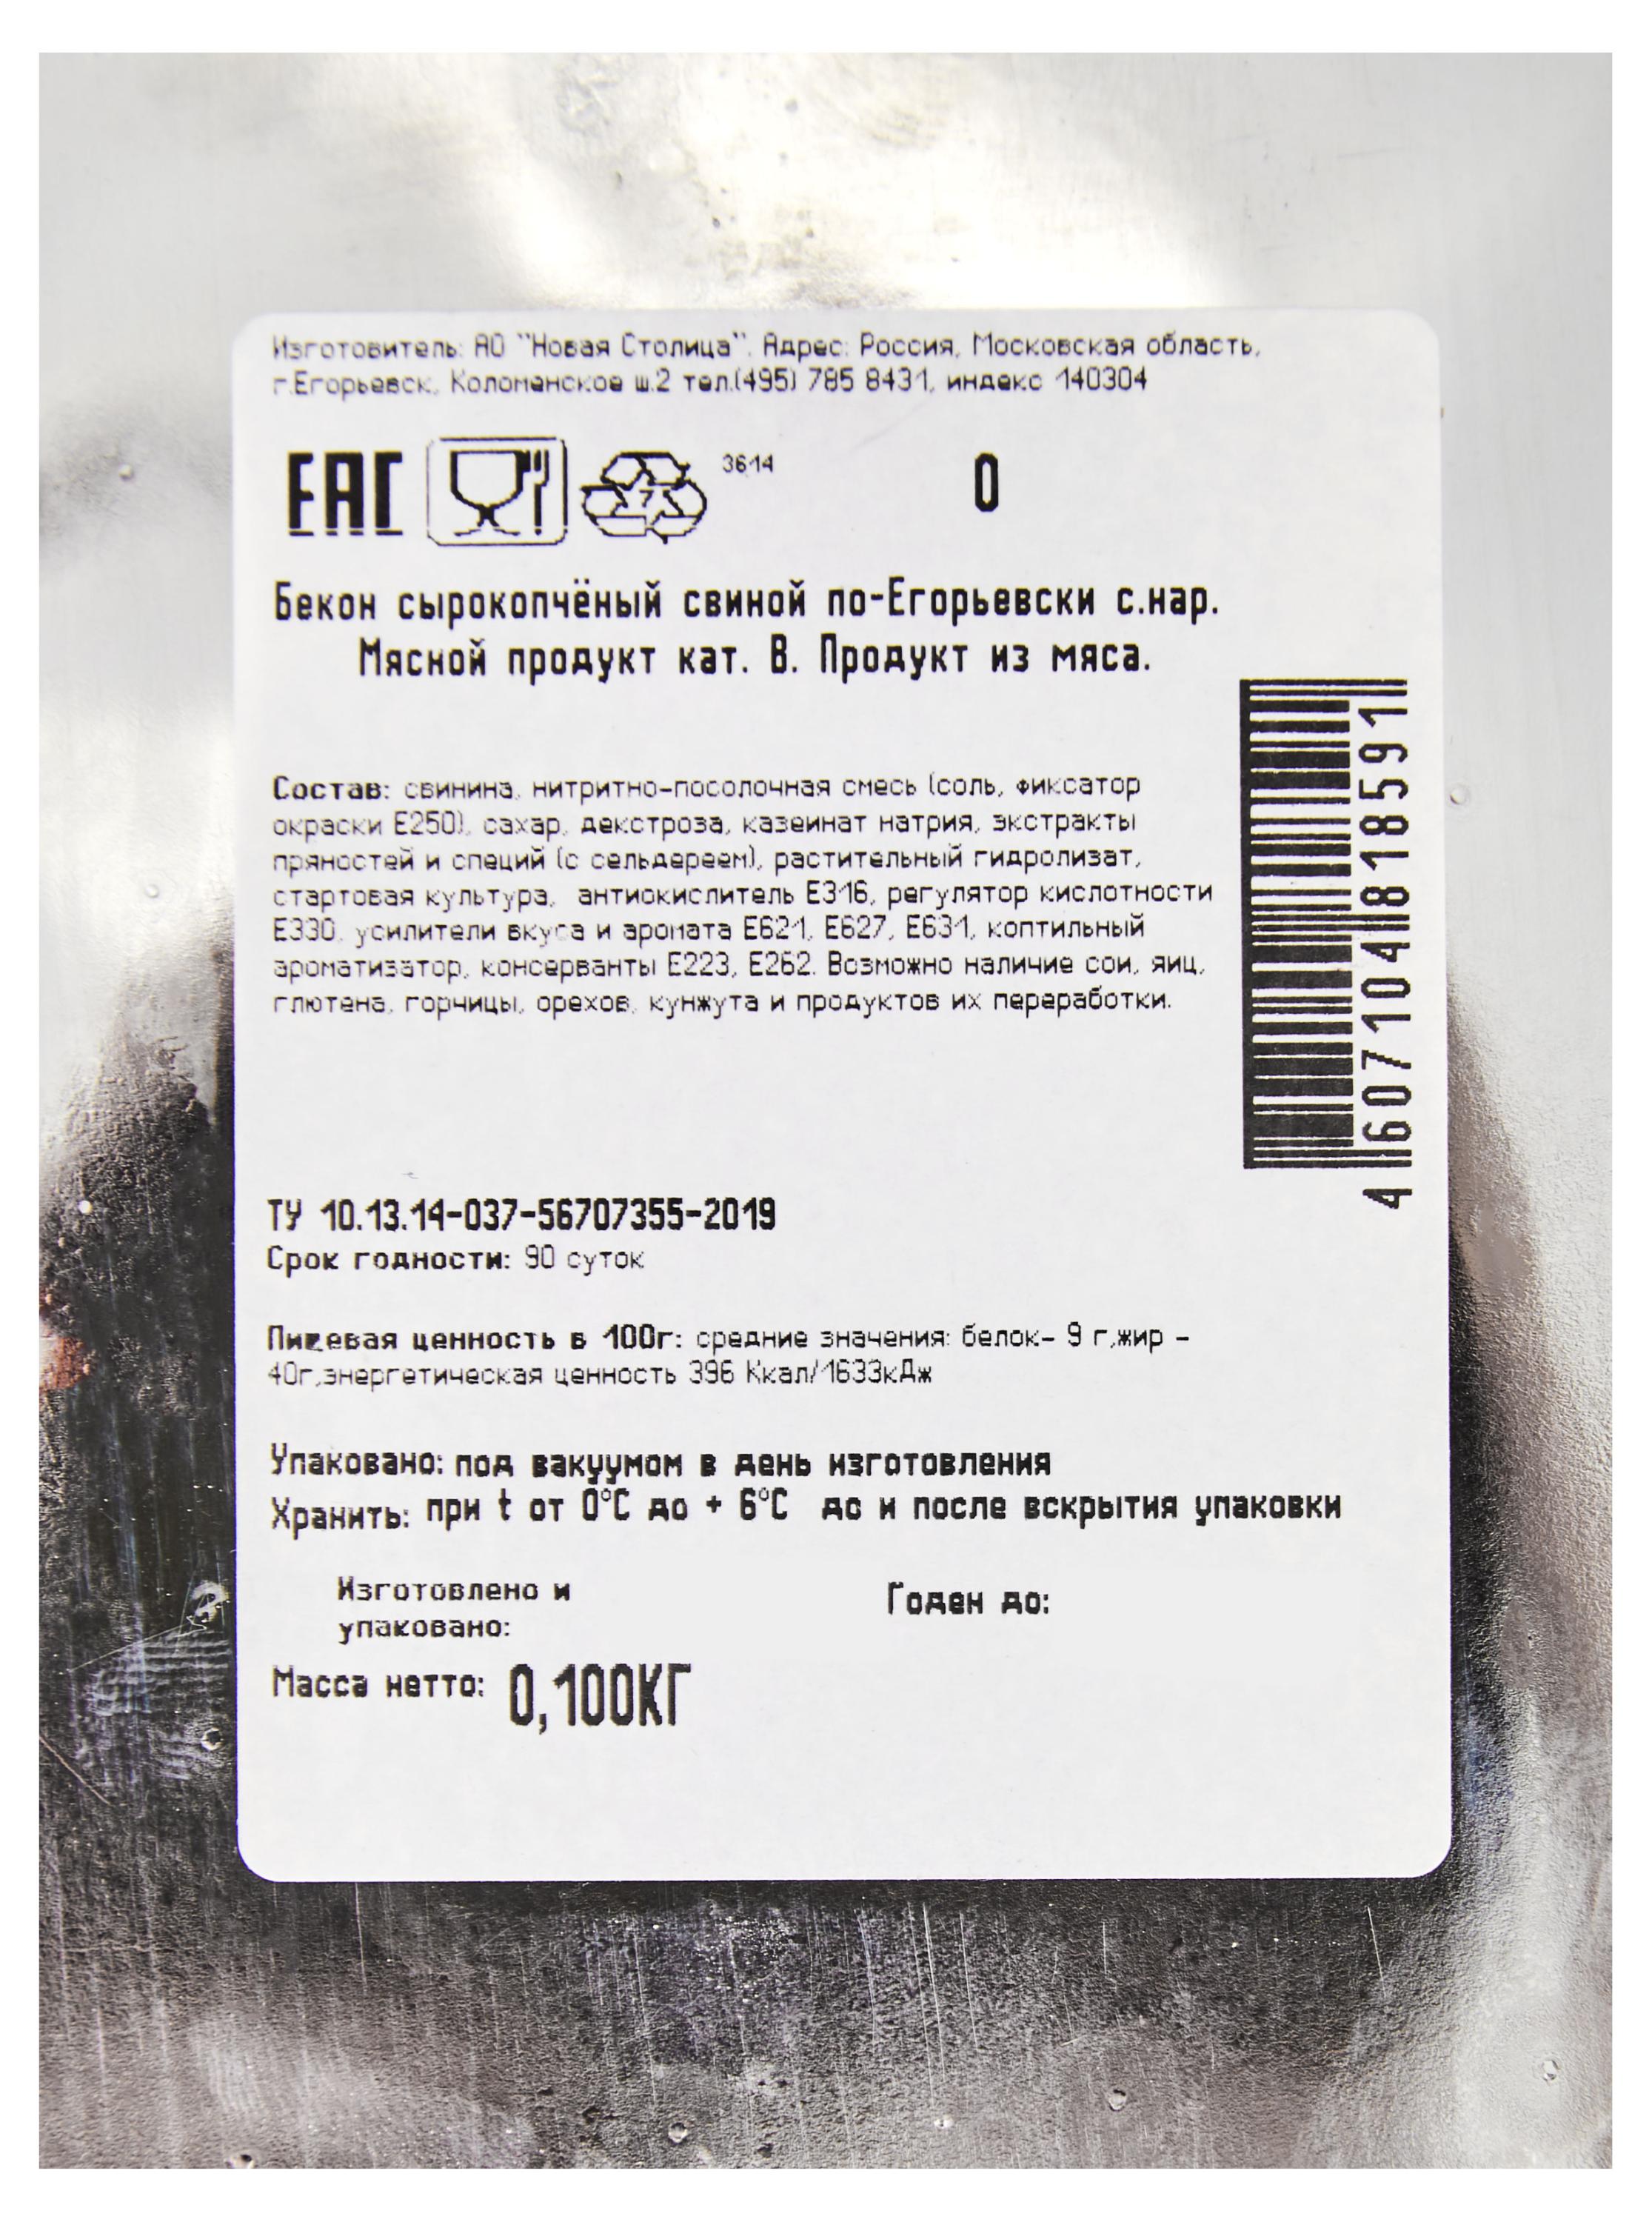 Изготовитель: АО "Новая Столица". Адрес: Россия, Московская область,
г.Егорьевск, Коломенское ш.2 тел.(495) 785 8431, индекс 140304
ЕАС
7
3614
0
Бекон сырокопчёный свиной по-Егорьевски с.нар.
Мясной продукт кат. В. Продукт из мяса.
Состав: свинина, нитритно-посолочная смесь (соль, фиксатор
окраски Е250), сахар, декстроза, казеинат натрия, экстракты
пряностей и специй (с сельдереем), растительный гидролизат,
стартовая культура, антиокислитель Е316, регулятор кислотности
Е330, усилители вкуса и аромата Е621, Е627, Е631, коптильный
ароматизатор, консерванты Е223, Е262. Возможно наличие сои, яиц,
глютена, горчицы, орехов, кунжута и продуктов их переработки.
4 607104 818591
ТУ 10.13.14-037-56707355-2019
Срок годности: 90 суток
Пищевая ценность в 100г: средние значения: белок- 9 г,жир -
40г,энергетическая ценность 396 Ккал/1633кДж
Упаковано: под вакуумом в день изготовления
Хранить: при t от 0°С до + 6°С до и после вскрытия упаковки
Изготовлено и
упаковано:
Годен до:
Масса нетто: 0,100КГ